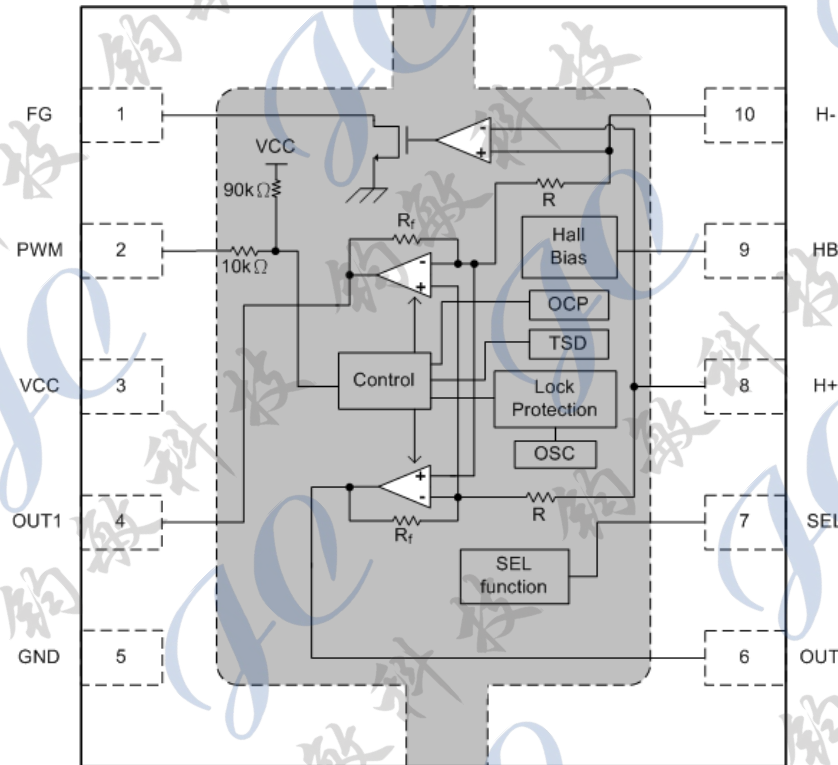 FG
1
10
H-
VCC
90kΩ
-
+
R
Rf
PWM
2
10kΩ
-
+
Hall
Bias
9
HB
OCP
TSD
VCC
3
Control
Lock
Protection
8
H+
OSC
+
-
R
OUT1
4
Rf
7
SEL
SEL
function
GND
5
6
OUT